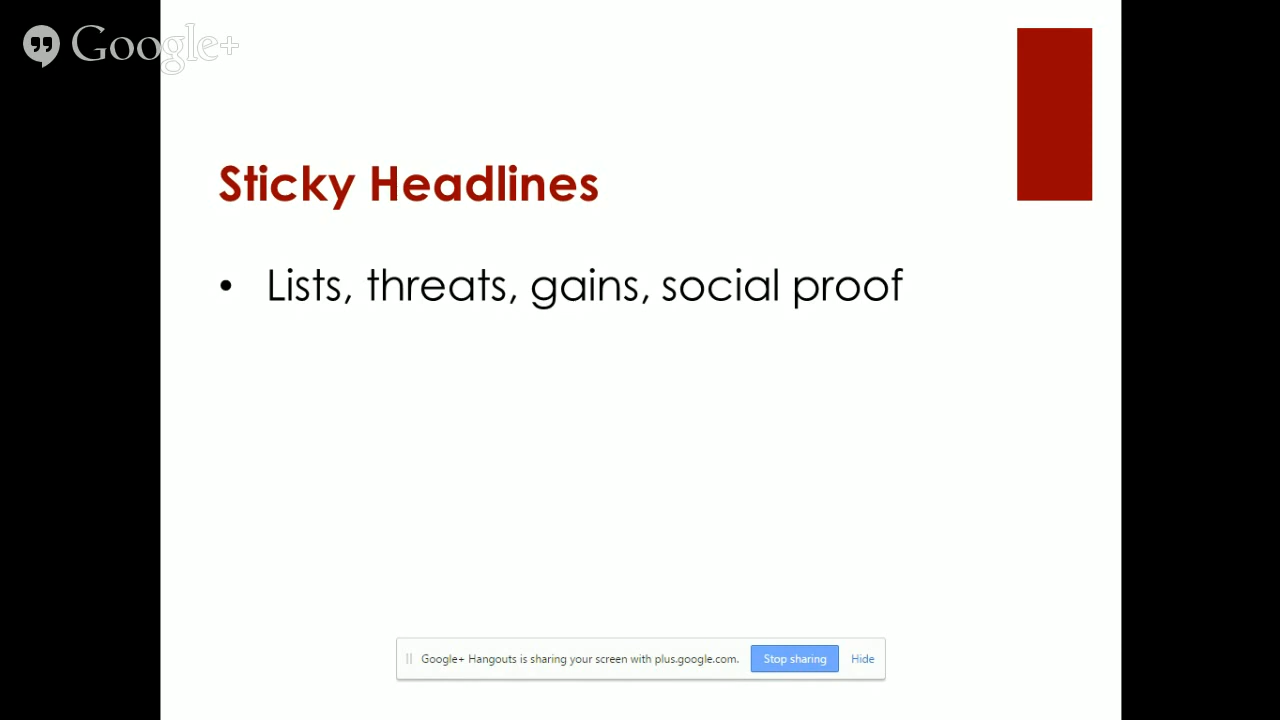 Google+
Sticky Headlines
• Lists, threats, gains, social proof
Google+ Hangouts is sharing your screen with plus.google.com. Stop sharing Hide